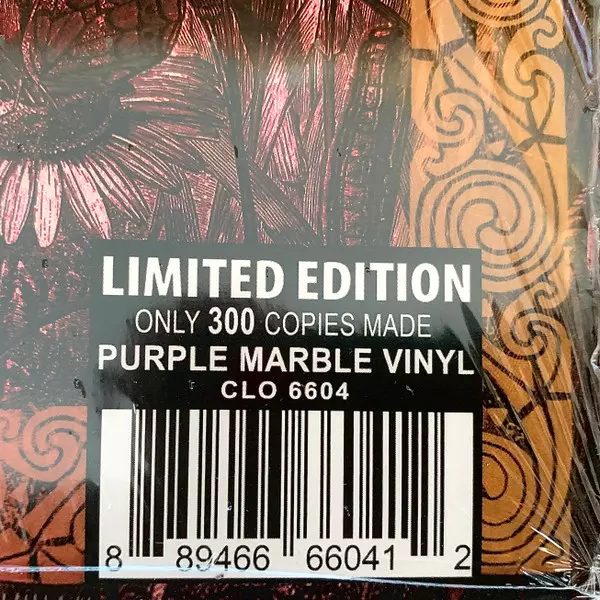 LIMITED EDITION
ONLY 300 COPIES MADE
PURPLE MARBLE VINYL
CLO 6604
8 89466 66041 2